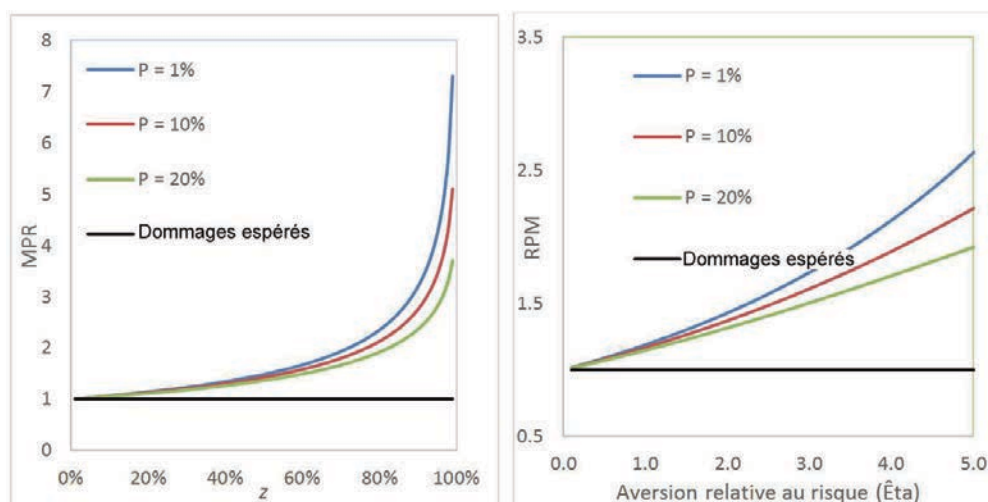 8
7
6
5
4
3
2
1
0
MPR
P = 1%
P = 10%
P = 20%
Dommages espérés
0% 20% 40% 60% 80% 100%
z
3.5
2.5
1.5
0.5
RPM
P = 1%
P = 10%
P = 20%
Dommages espérés
0.0 1.0 2.0 3.0 4.0 5.0
Aversion relative au risque (Êta)